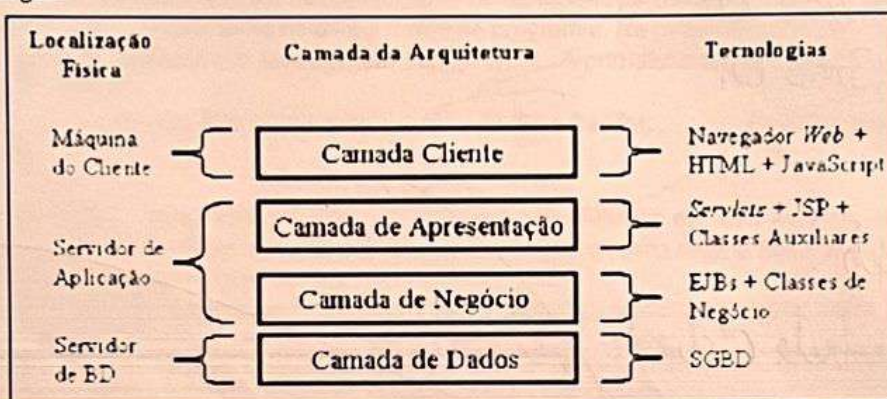 Localização Física
Camada da Arquitetura
Tecnologias
Máquina do Cliente
Camada Cliente
Navegador Web +
HTML + JavaScript
Servidor de Aplicação
Camada de Apresentação
Servlets + JSP +
Classes Auxiliares
Camada de Negócio
EJBs + Classes de
Negócio
Servidor de BD
Camada de Dados
SGBD